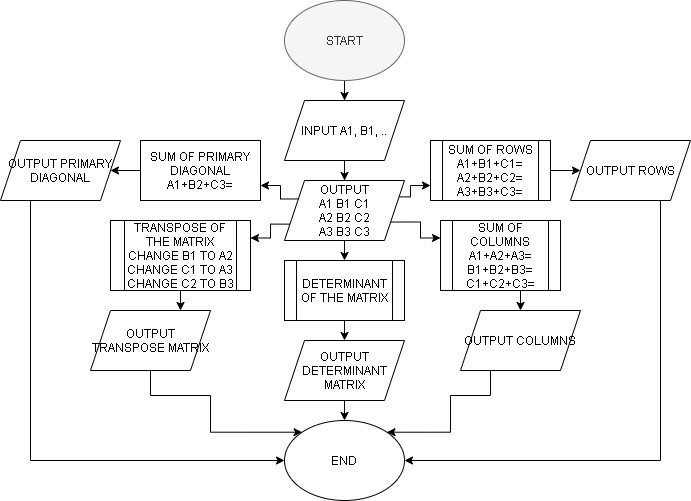 START
INPUT A1, B1, ..
OUTPUT PRIMARY
DIAGONAL
SUM OF PRIMARY
DIAGONAL
A1+B2+C3=
OUTPUT
A1 B1 C1
A2 B2 C2
A3 B3 C3
SUM OF ROWS
A1+B1+C1=
A2+B2+C2=
A3+B3+C3=
OUTPUT ROWS
TRANSPOSE OF
THE MATRIX
CHANGE B1 TO A2
CHANGE C1 TO A3
CHANGE C2 TO B3
DETERMINANT
OF THE MATRIX
SUM OF
COLUMNS
A1+A2+A3=
B1+B2+B3=
C1+C2+C3=
OUTPUT
TRANSPOSE MATRIX
OUTPUT
DETERMINANT
MATRIX
OUTPUT COLUMNS
END